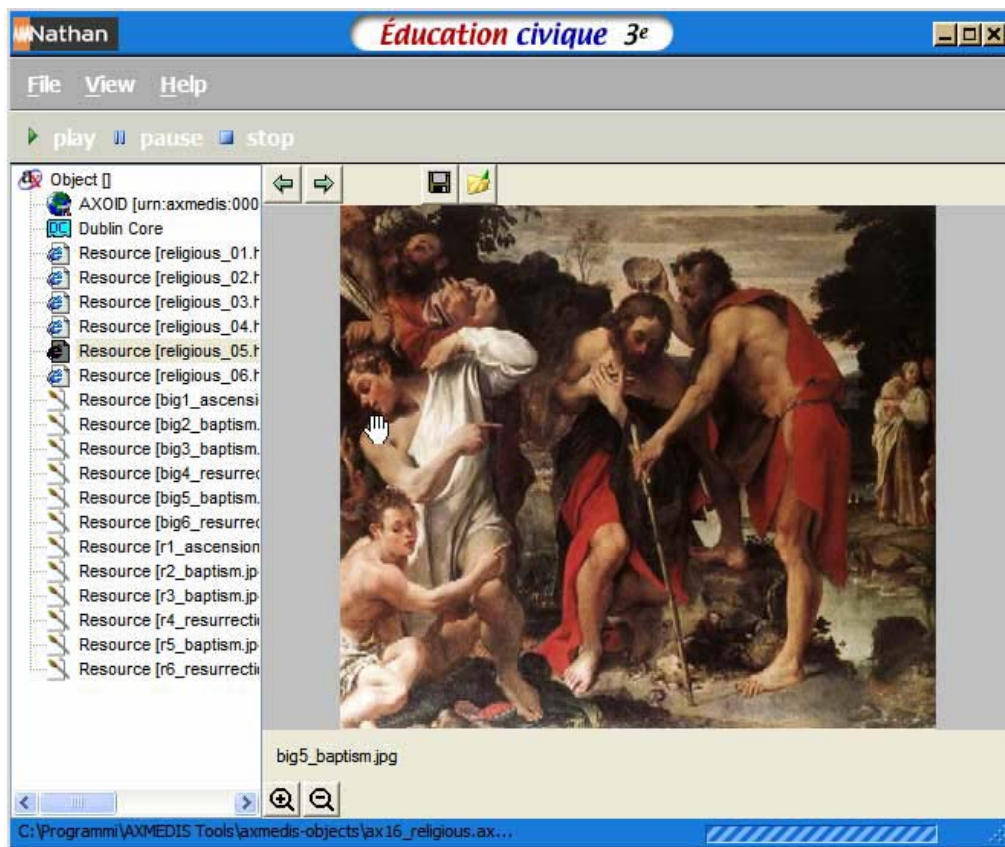 Nathan
Éducation civique 3e
File View Help
play pause stop
Object []
AXOID [urn:axmedis:000
Dublin Core
Resource [religious_01.h
Resource [religious_02.h
Resource [religious_03.h
Resource [religious_04.h
Resource [religious_05.h
Resource [religious_06.h
Resource [big1_ascensi
Resource [big2_baptism.
Resource [big3_baptism.
Resource [big4_resurrec
Resource [big5_baptism.
Resource [big6_resurrec
Resource [r1_ascension
Resource [r2_baptism.jp
Resource [r3_baptism.jp
Resource [r4_resurrecti
Resource [r5_baptism.jp
Resource [r6_resurrecti
big5_baptism.jpg
C:\Programmi\AXMEDIS Tools\axmedis-objects\ax16_religious.ax...